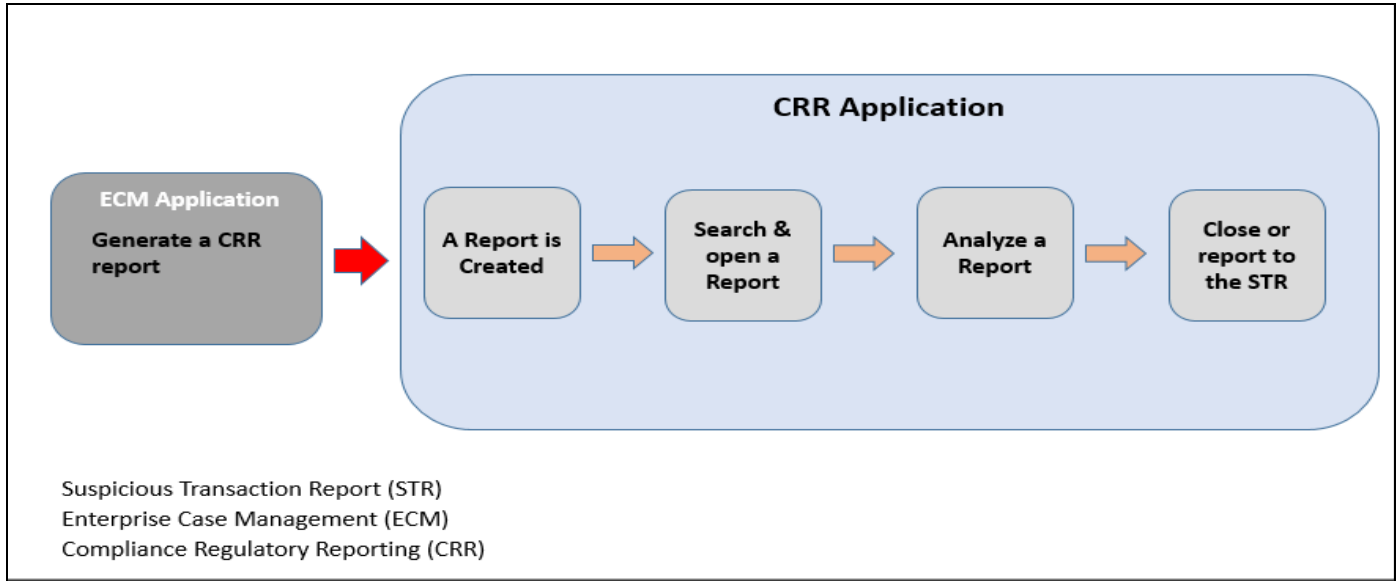 CRR Application
ECM Application
Generate a CRR
report
A Report is
Created
Search &
open a
Report
Analyze a
Report
Close or
report to
the STR
Suspicious Transaction Report (STR)
Enterprise Case Management (ECM)
Compliance Regulatory Reporting (CRR)